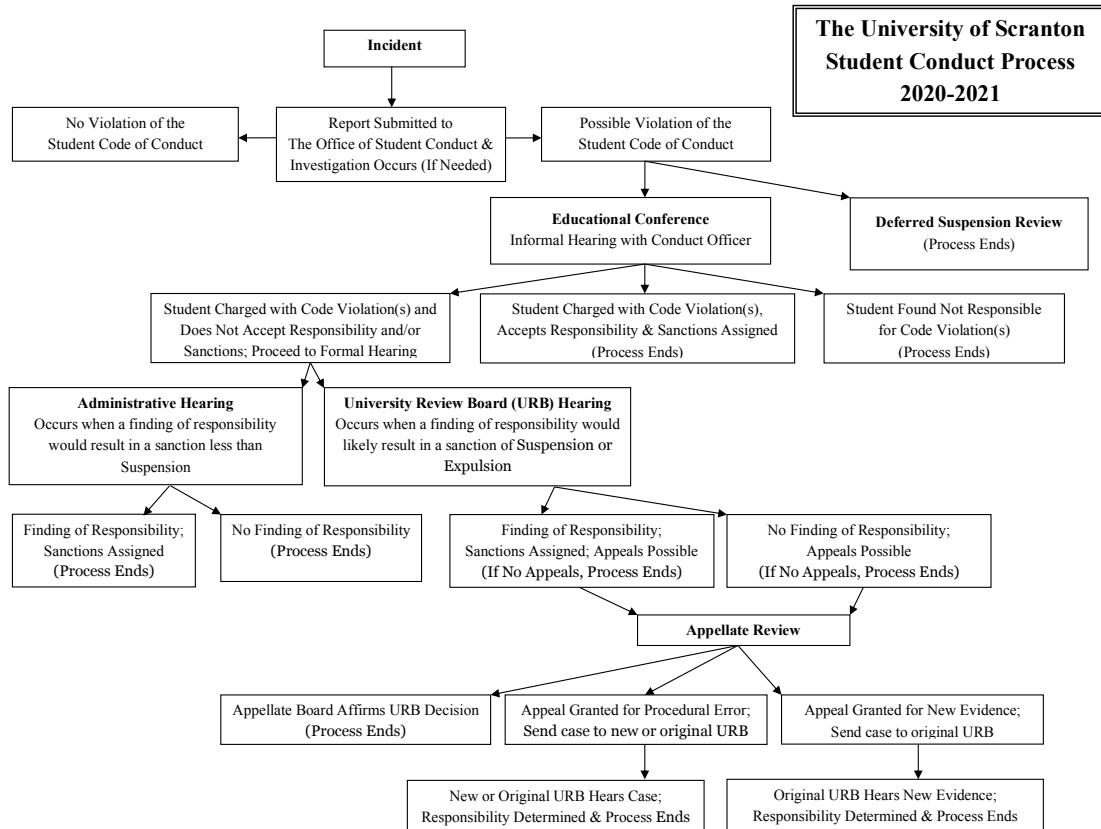 The University of Scranton
Student Conduct Process
2020-2021
Incident
No Violation of the
Student Code of Conduct
Report Submitted to
The Office of Student Conduct &
Investigation Occurs (If Needed)
Possible Violation of the
Student Code of Conduct
Educational Conference
Informal Hearing with Conduct Officer
Deferred Suspension Review
(Process Ends)
Student Charged with Code Violation(s) and
Does Not Accept Responsibility and/or
Sanctions; Proceed to Formal Hearing
Student Charged with Code Violation(s),
Accepts Responsibility & Sanctions Assigned
(Process Ends)
Student Found Not Responsible
for Code Violation(s)
(Process Ends)
Administrative Hearing
Occurs when a finding of responsibility
would result in a sanction less than
Suspension
University Review Board (URB) Hearing
Occurs when a finding of responsibility would
likely result in a sanction of Suspension or
Expulsion
Finding of Responsibility;
Sanctions Assigned
(Process Ends)
No Finding of Responsibility
(Process Ends)
Finding of Responsibility;
Sanctions Assigned; Appeals Possible
(If No Appeals, Process Ends)
No Finding of Responsibility;
Appeals Possible
(If No Appeals, Process Ends)
Appellate Review
Appellate Board Affirms URB Decision
(Process Ends)
Appeal Granted for Procedural Error;
Send case to new or original URB
Appeal Granted for New Evidence;
Send case to original URB
New or Original URB Hears Case;
Responsibility Determined & Process Ends
Original URB Hears New Evidence;
Responsibility Determined & Process Ends